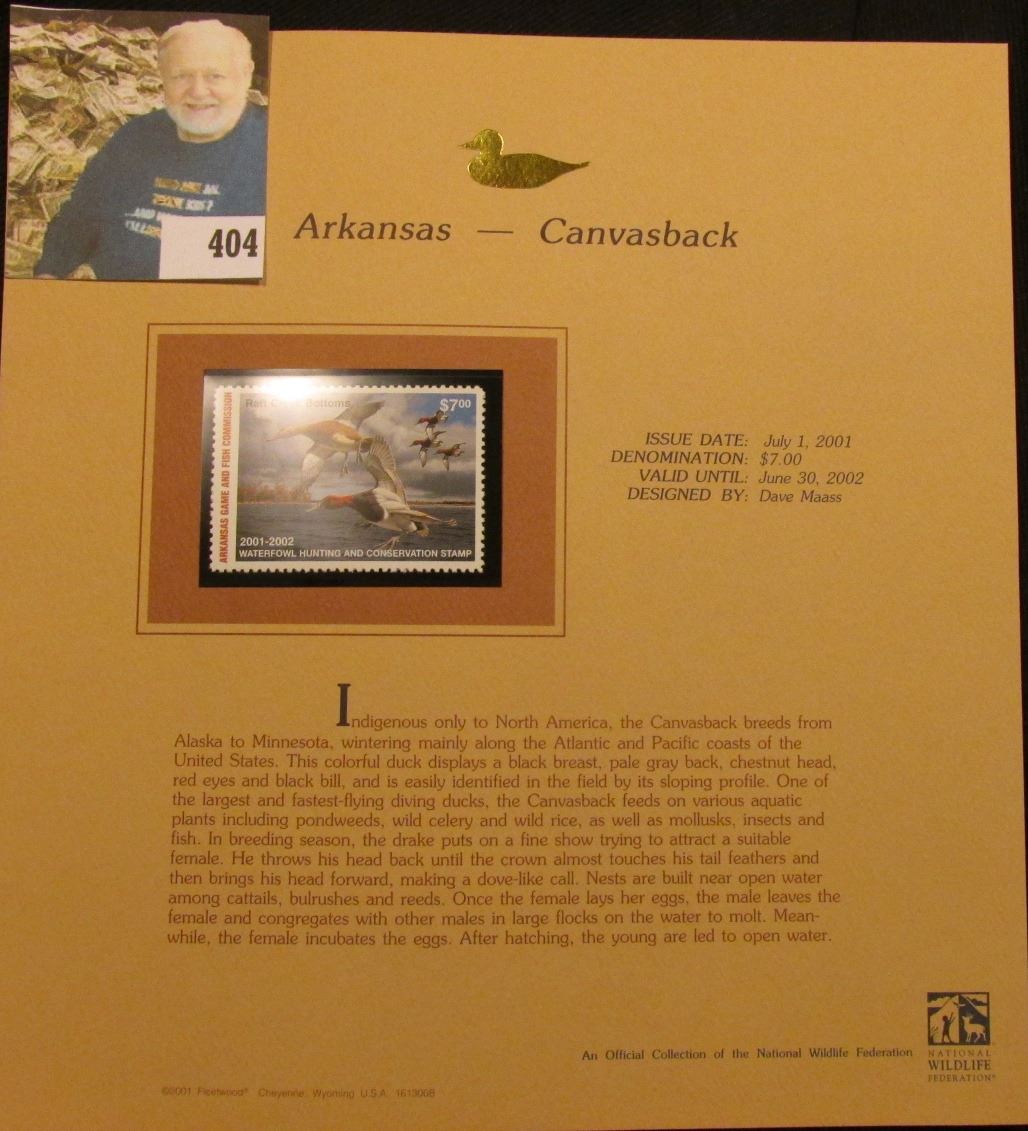 404
Arkansas — Canvasback
Raft Creek Bottoms
$7.00
ARKANSAS GAME AND FISH COMMISSION
2001-2002
WATERFOWL HUNTING AND CONSERVATION STAMP
ISSUE DATE: July 1, 2001
DENOMINATION: $7.00
VALID UNTIL: June 30, 2002
DESIGNED BY: Dave Maass
Indigenous only to North America, the Canvasback breeds from
Alaska to Minnesota, wintering mainly along the Atlantic and Pacific coasts of the
United States. This colorful duck displays a black breast, pale gray back, chestnut head,
red eyes and black bill, and is easily identified in the field by its sloping profile. One of
the largest and fastest-flying diving ducks, the Canvasback feeds on various aquatic
plants including pondweeds, wild celery and wild rice, as well as mollusks, insects and
fish. In breeding season, the drake puts on a fine show trying to attract a suitable
female. He throws his head back until the crown almost touches his tail feathers and
then brings his head forward, making a dove-like call. Nests are built near open water
among cattails, bulrushes and reeds. Once the female lays her eggs, the male leaves the
female and congregates with other males in large flocks on the water to molt. Mean-
while, the female incubates the eggs. After hatching, the young are led to open water.
An Official Collection of the National Wildlife Federation
NATIONAL
WILDLIFE
FEDERATION®
©2001 Fleetwood® Cheyenne, Wyoming U.S.A. 161300B